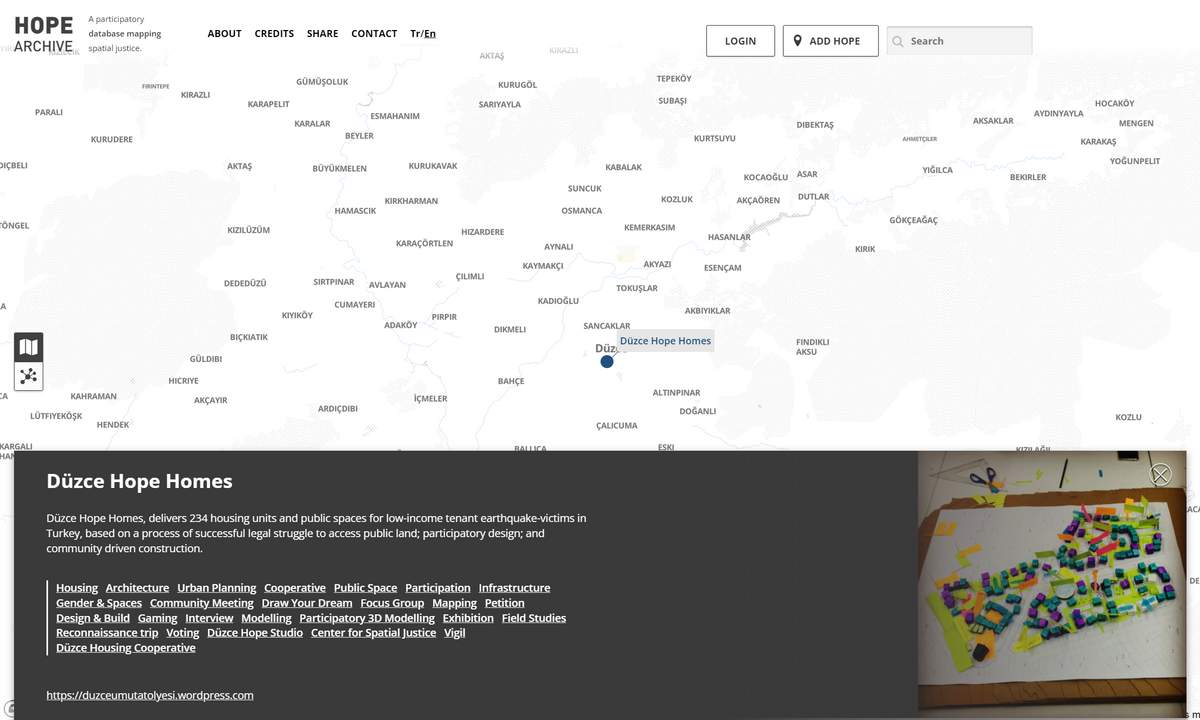 HOPE
ARCHIVE
A participatory
database mapping
spatial justice.
ABOUT CREDITS SHARE CONTACT Tr/En
LOGIN
ADD HOPE
Search
AKTAŞ
KIRAZLI
FIRINTEPE
KIRAZLI
GÜMÜŞOLUK
KURUGÖL
TEPEKÖY
PARALI
KARAPELIT
SARIYAYLA
SUBAŞI
HOCAKÖY
KURUDERE
KARALAR
ESMAHANIM
AYDINYAYLA
BEYLER
KURTSUYU
DIBEKTAŞ
AKSAKLAR
MENGEN
AHMETÇILER
KARAKAŞ
DIÇBELI
AKTAŞ
BÜYÜKMELEN
KURUKAVAK
KABALAK
KOCAOĞLU
ASAR
YIĞILCA
BEKIRLER
YOĞUNPELIT
SUNCUK
HAMASCIK
KIRKHARMAN
OSMANCA
KOZLUK
AKÇAÖREN
DUTLAR
TÖNGEL
KIZILÜZÜM
HIZARDERE
KEMERKASIM
GÖKÇEAĞAÇ
KARAÇÖRTLEN
AYNALI
HASANLAR
KIRIK
KAYMAKÇI
AKYAZI
ESENÇAM
DEDEDÜZÜ
SIRTPINAR
AVLAYAN
ÇILIMLI
TOKUŞLAR
CUMAYERI
KADIOĞLU
AKBIYIKLAR
KIYIKÖY
ADAKÖY
PIRPIR
DIKMELI
SANCAKLAR
BIÇKIATIK
Düzce Hope Homes
FINDIKLI
AKSU
GÜLDIBI
HICRIYE
BAHÇE
KAHRAMAN
AKÇAYIR
ARDIÇDIBI
İÇMELER
ALTINPINAR
LÜTFIYEKÖŞK
DOĞANLI
KOZLU
HENDEK
ÇALICUMA
KARGALI
BALLICA
ESKI
KIZILAĞIL
Düzce Hope Homes
Düzce Hope Homes, delivers 234 housing units and public spaces for low-income tenant earthquake-victims in
Turkey, based on a process of successful legal struggle to access public land; participatory design; and
community driven construction.
Housing Architecture Urban Planning Cooperative Public Space Participation Infrastructure
Gender & Spaces Community Meeting Draw Your Dream Focus Group Mapping Petition
Design & Build Gaming Interview Modelling Participatory 3D Modelling Exhibition Field Studies
Reconnaissance trip Voting Düzce Hope Studio Center for Spatial Justice Vigil
Düzce Housing Cooperative
https://duzceumutatolyesi.wordpress.com